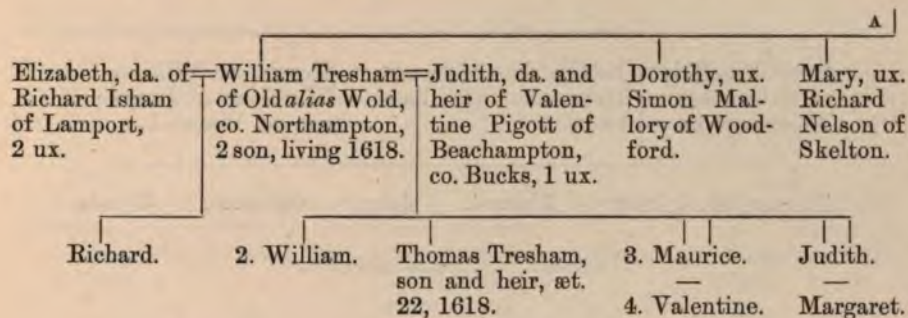 A
Elizabeth, da. of
Richard Isham
of Lamport,
2 ux.
William Tresham
of Old alias Wold,
co. Northampton,
2 son, living 1618.
Judith, da. and
heir of Valen-
tine Pigott of
Beachampton,
co. Bucks, 1 ux.
Dorothy, ux.
Simon Mal-
lory of Wood-
ford.
Mary, ux.
Richard
Nelson of
Skelton.
Richard.
2. William.
Thomas Tresham,
son and heir, æt.
22, 1618.
3. Maurice.
—
4. Valentine.
Judith.
—
Margaret.